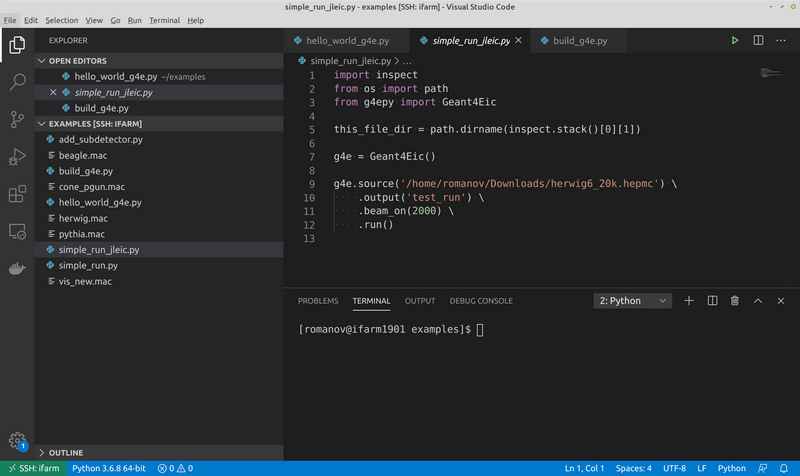 simple_run_jleic.py - examples [SSH: ifarm] - Visual Studio Code
File Edit Selection View Go Run Terminal Help
EXPLORER
OPEN EDITORS
hello_world_g4e.py ~/examples
simple_run_jleic.py
build_g4e.py
EXAMPLES [SSH: IFARM]
add_subdetector.py
beagle.mac
build_g4e.py
cone_pgun.mac
hello_world_g4e.py
herwig.mac
pythia.mac
simple_run_jleic.py
simple_run.py
vis_new.mac
OUTLINE
1
hello_world_g4e.py simple_run_jleic.py build_g4e.py
simple_run_jleic.py > ...
1 import inspect
2 from os import path
3 from g4epy import Geant4Eic
4
5 this_file_dir = path.dirname(inspect.stack()[0][1])
6
7 g4e = Geant4Eic()
8
9 g4e.source('/home/romanov/Downloads/herwig6_20k.hepmc') \
10 ····.output('test_run') \
11 ····.beam_on(2000) \
12 ····.run()
13
PROBLEMS TERMINAL OUTPUT DEBUG CONSOLE 2: Python
[romanov@ifarm1901 examples]$
SSH: ifarm Python 3.6.8 64-bit 0 0 Ln 1, Col 1 Spaces: 4 UTF-8 LF Python